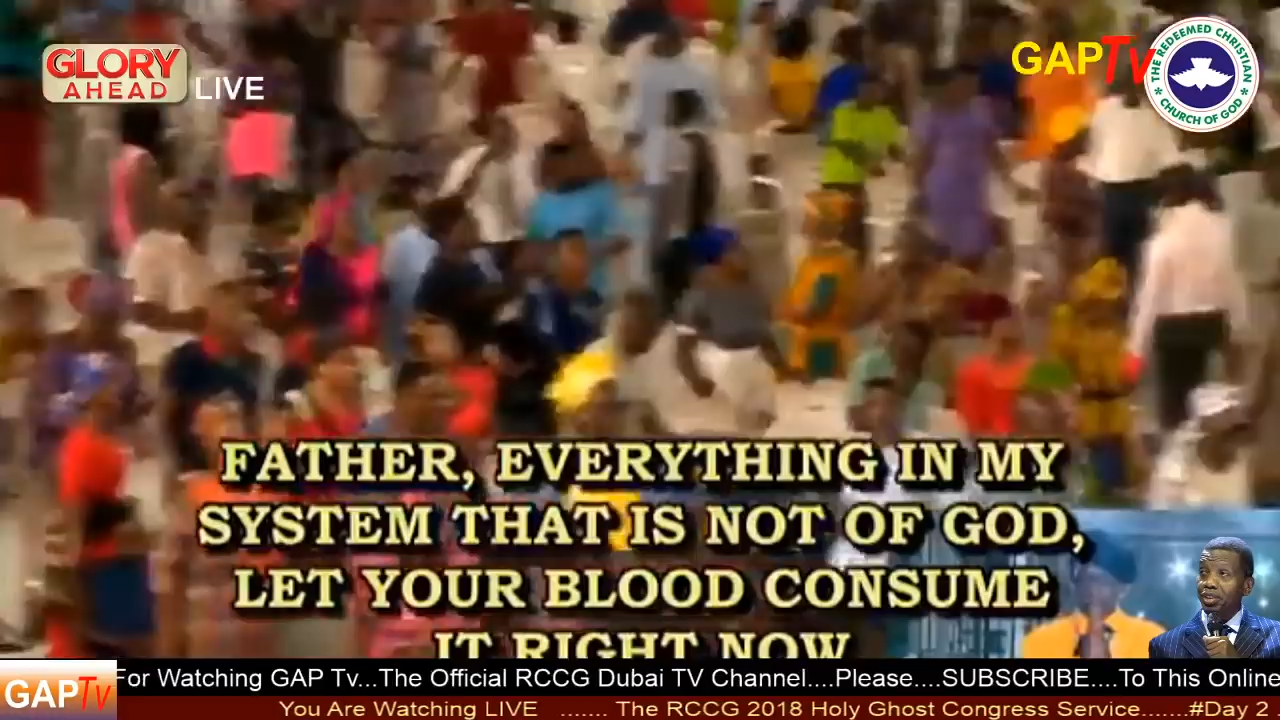 GLORY
AHEAD
LIVE
GAPTv
THE REDEEMED CHRISTIAN
CHURCH OF GOD
FATHER, EVERYTHING IN MY
SYSTEM THAT IS NOT OF GOD,
LET YOUR BLOOD CONSUME
IT RIGHT NOW
GAPTv
For Watching GAP Tv...The Official RCCG Dubai TV Channel....Please....SUBSCRIBE....To This Online
You Are Watching LIVE ....... The RCCG 2018 Holy Ghost Congress Service......#Day 2 .